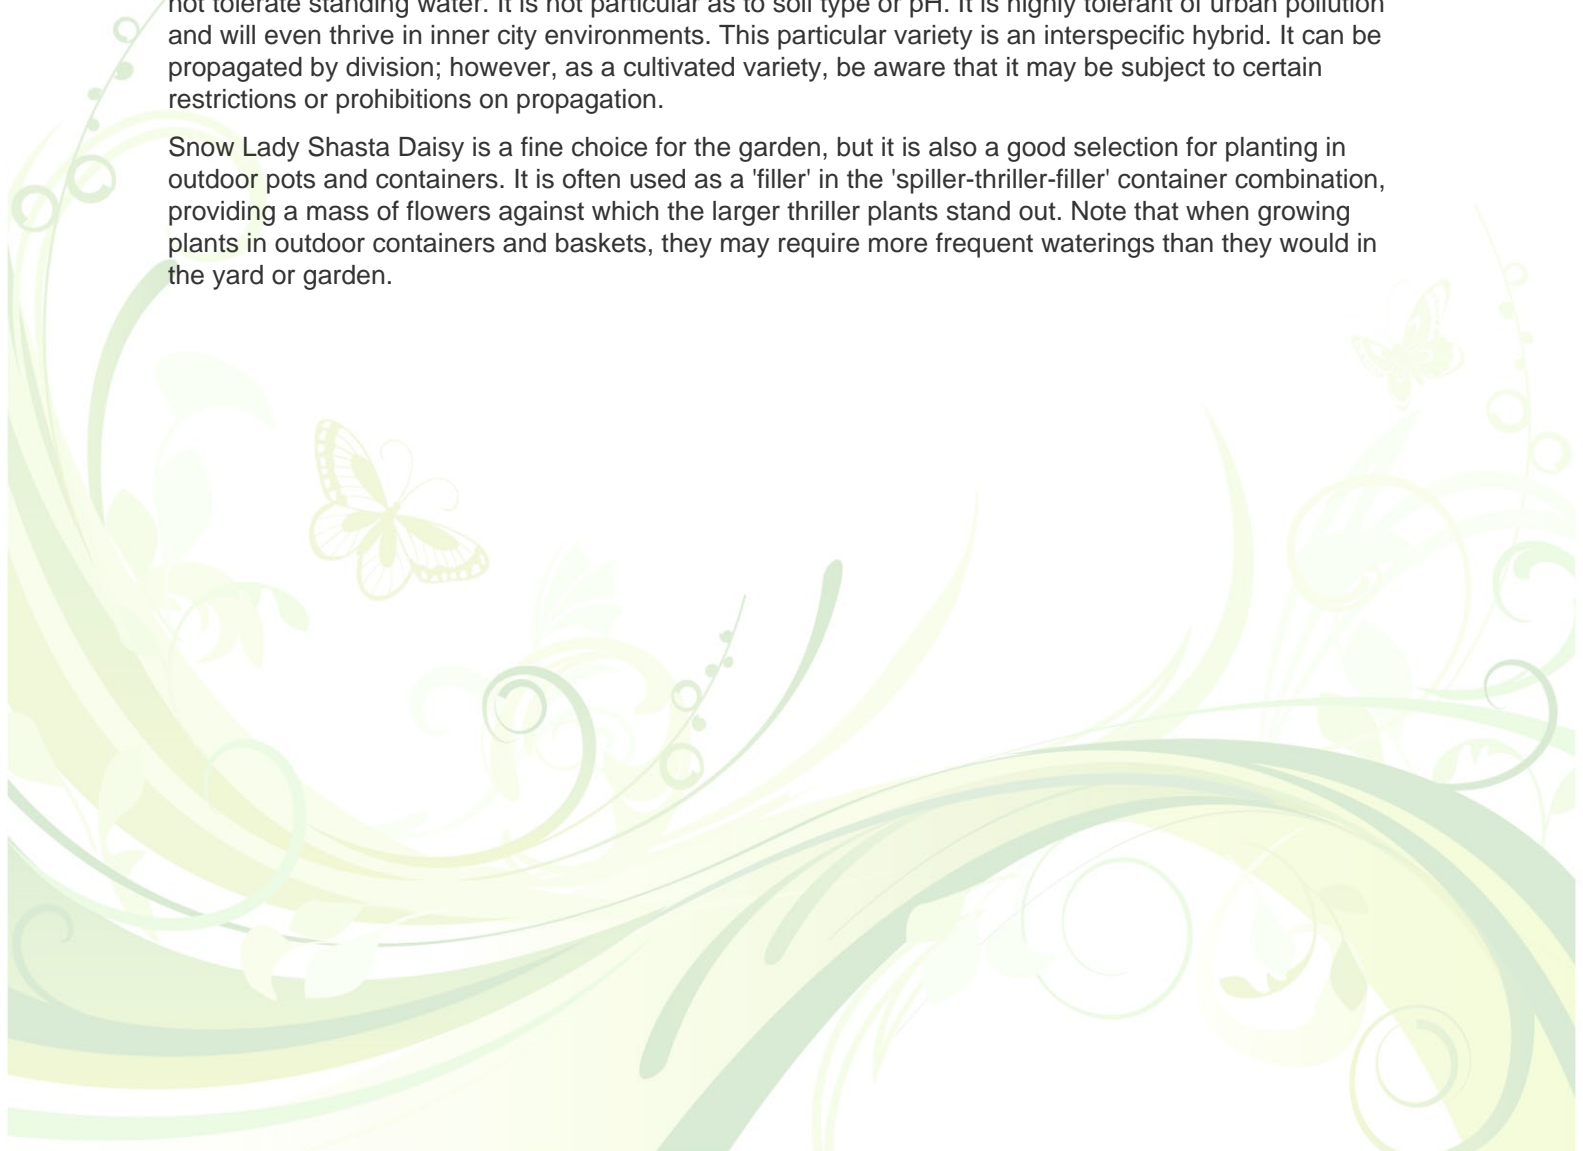 not tolerate standing water. It is not particular as to soil type or pH. It is highly tolerant of urban pollution
and will even thrive in inner city environments. This particular variety is an interspecific hybrid. It can be
propagated by division; however, as a cultivated variety, be aware that it may be subject to certain
restrictions or prohibitions on propagation.
Snow Lady Shasta Daisy is a fine choice for the garden, but it is also a good selection for planting in
outdoor pots and containers. It is often used as a 'filler' in the 'spiller-thriller-filler' container combination,
providing a mass of flowers against which the larger thriller plants stand out. Note that when growing
plants in outdoor containers and baskets, they may require more frequent waterings than they would in
the yard or garden.